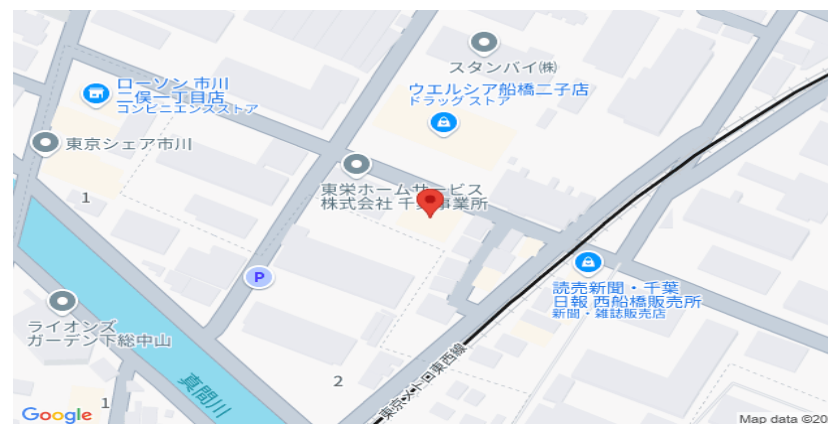 スタンバイ㈱
ローソン 市川
二俣一丁目店
コンビニエンスストア
ウエルシア船橋二子店
ドラッグ ストア
東京シェア市川
東栄ホームサービス
株式会社 千葉事業所
1
P
読売新聞・千葉
日報 西船橋販売所
新聞・雑誌販売店
ライオンズ
ガーデン下総中山
東京メトロ東西線
2
真間川
1
Google
Map data ©20